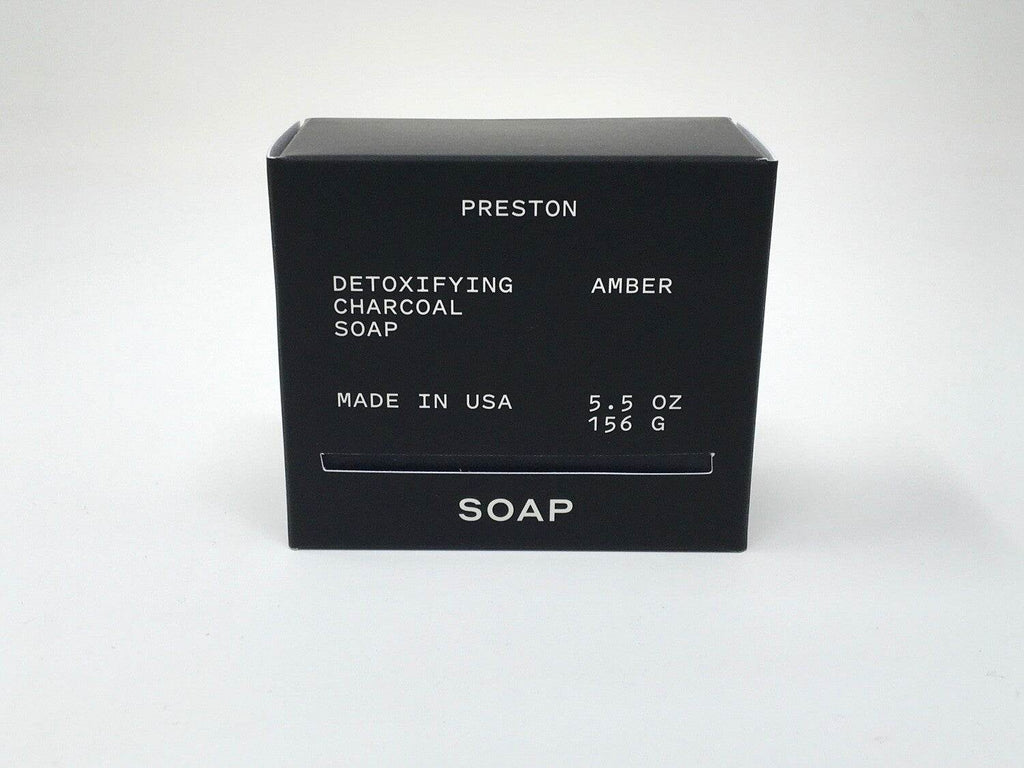 PRESTON
DETOXIFYING
CHARCOAL
SOAP
AMBER
MADE IN USA
5.5 OZ
156 G
SOAP